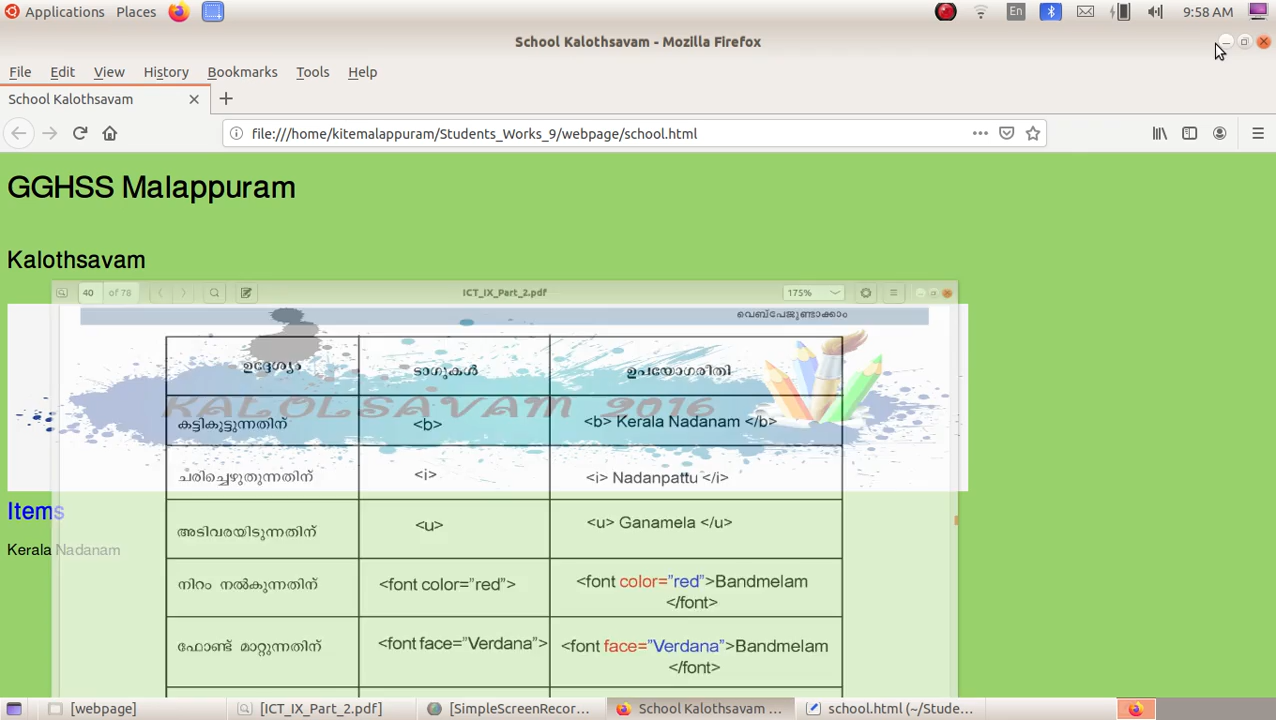 Applications Places En 9:58 AM
School Kalothsavam - Mozilla Firefox
File Edit View History Bookmarks Tools Help
School Kalothsavam
file:///home/kitemalappuram/Students_Works_9/webpage/school.html
GGHSS Malappuram
Kalothsavam
40 of 78 ICT_IX_Part_2.pdf 175%
വെബ്പേജുണ്ടാക്കാം
ഉദ്ദേശ്യം ടാഗുകൾ ഉപയോഗരീതി
KALOLSAVAM 2016
കട്ടികൂട്ടുന്നതിന് <b> <b> Kerala Nadanam </b>
ചരിച്ചെഴുതുന്നതിന് <i> <i> Nadanpattu </i>
Items
അടിവരയിടുന്നതിന് <u> <u> Ganamela </u>
Kerala Nadanam
നിറം നൽകുന്നതിന് <font color=”red”> <font color=”red”>Bandmelam
</font>
ഫോണ്ട് മാറ്റുന്നതിന് <font face=”Verdana”> <font face=”Verdana”>Bandmelam
</font>
[webpage] [ICT_IX_Part_2.pdf] [SimpleScreenRecor... School Kalothsavam ... school.html (~/Stude...